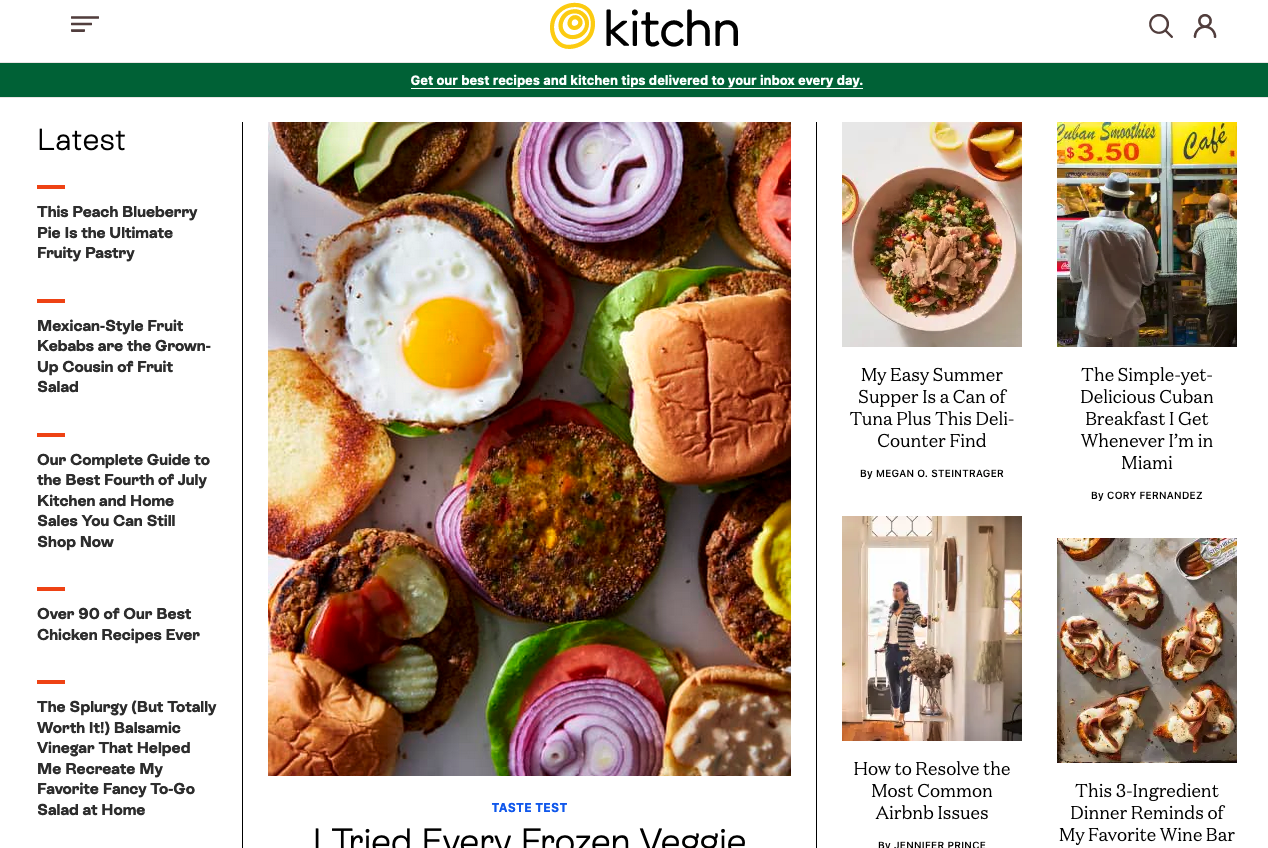 kitchn
Get our best recipes and kitchen tips delivered to your inbox every day.
Latest
This Peach Blueberry
Pie Is the Ultimate
Fruity Pastry
Mexican-Style Fruit
Kebabs are the Grown-
Up Cousin of Fruit
Salad
Our Complete Guide to
the Best Fourth of July
Kitchen and Home
Sales You Can Still
Shop Now
Over 90 of Our Best
Chicken Recipes Ever
The Splurgy (But Totally
Worth It!) Balsamic
Vinegar That Helped
Me Recreate My
Favorite Fancy To-Go
Salad at Home
TASTE TEST
I Tried Every Frozen Veggie
My Easy Summer
Supper Is a Can of
Tuna Plus This Deli-
Counter Find
By MEGAN O. STEINTRAGER
How to Resolve the
Most Common
Airbnb Issues
By JENNIFER PRINCE
Cuban Smoothies
$3.50
Café
The Simple-yet-
Delicious Cuban
Breakfast I Get
Whenever I'm in
Miami
By CORY FERNANDEZ
This 3-Ingredient
Dinner Reminds of
My Favorite Wine Bar